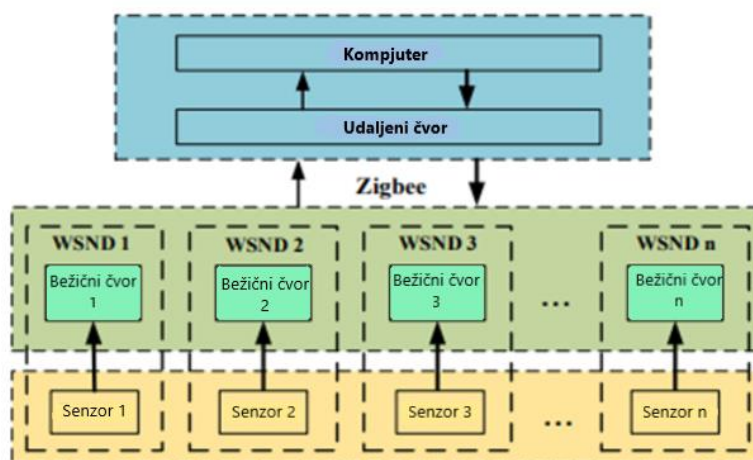 Kompjuter
Udaljeni čvor
Zigbee
WSND 1
WSND 2
WSND 3
WSND n
Bežični čvor
1
Bežični čvor
2
Bežični čvor
3
...
Bežični čvor
n
Senzor 1
Senzor 2
Senzor 3
...
Senzor n